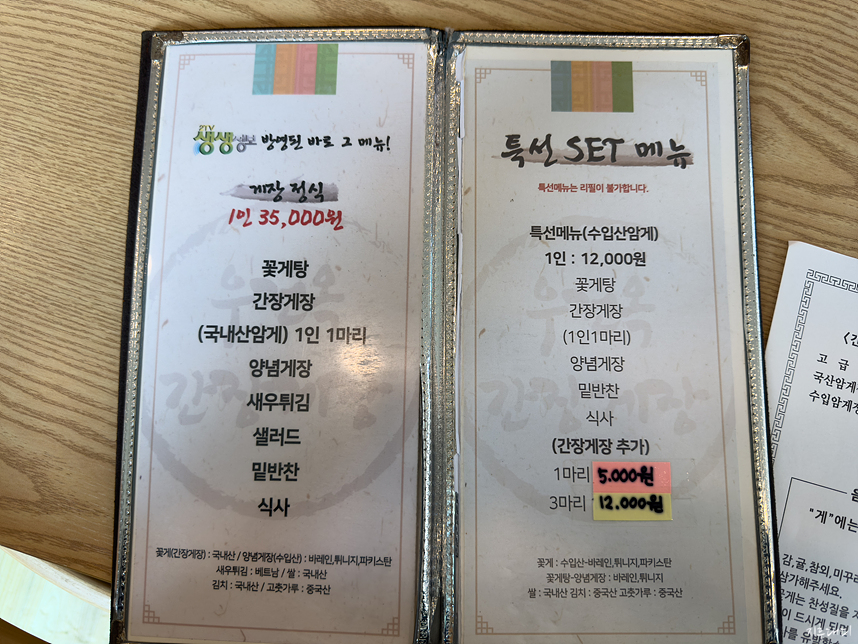 생생정보 방영된 바로 그 메뉴!
게장 정식
1인 35,000원
꽃게탕
간장게장
(국내산암게) 1인 1마리
양념게장
새우튀김
샐러드
밑반찬
식사
꽃게(간장게장) : 국내산 / 양념게장(수입산) : 바레인,튀니지,파키스탄
새우튀김 : 베트남 / 쌀 : 국내산
김치 : 국내산 / 고춧가루 : 중국산
간장게장
특선 SET 메뉴
특선메뉴는 리필이 불가합니다.
특선메뉴(수입산암게)
1인 : 12,000원
꽃게탕
간장게장
(1인1마리)
양념게장
밑반찬
식사
(간장게장 추가)
1마리 5.000원
3마리 12.000원
꽃게 : 수입산-바레인,튀니지,파키스탄
꽃게탕-양념게장 : 바레인,튀니지
쌀 : 국내산 김치 : 중국산 고춧가루 : 중국산
간장게장
고 급
국산암게
수입암게
"게"에는
감,귤,참외,미꾸
삼가해주세요.
게는 찬성질을
이 드시게 되